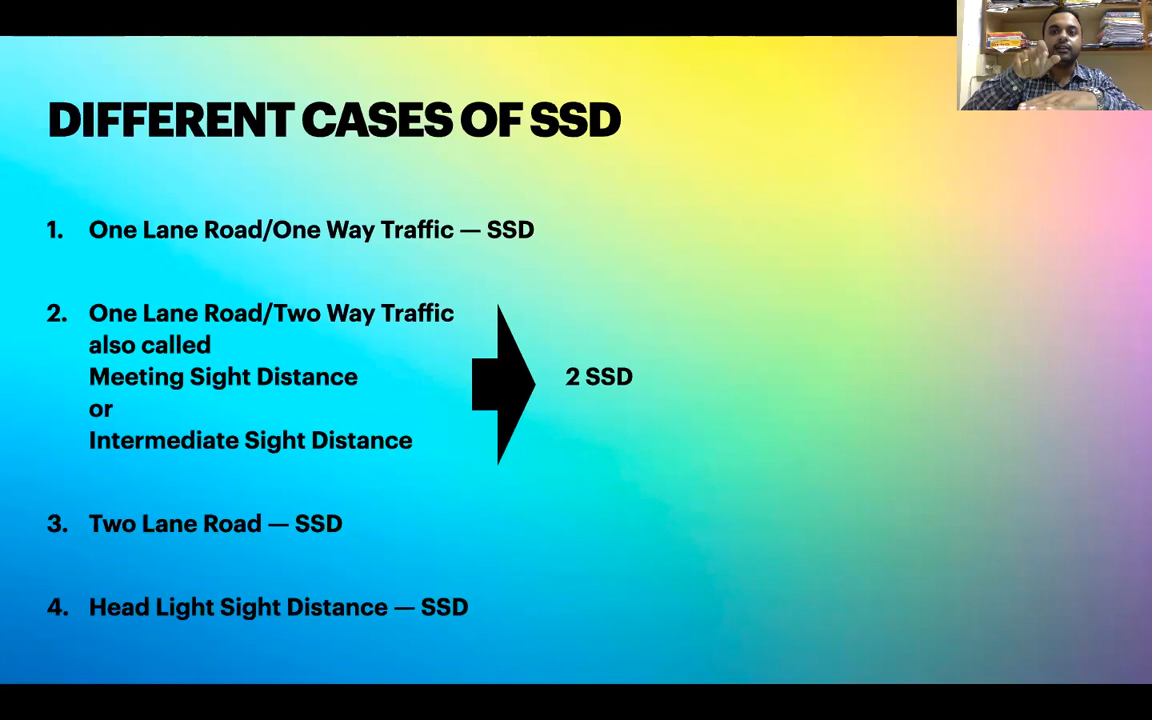 DIFFERENT CASES OF SSD
1. One Lane Road/One Way Traffic — SSD
2. One Lane Road/Two Way Traffic
also called
Meeting Sight Distance
or
Intermediate Sight Distance
2 SSD
3. Two Lane Road — SSD
4. Head Light Sight Distance — SSD